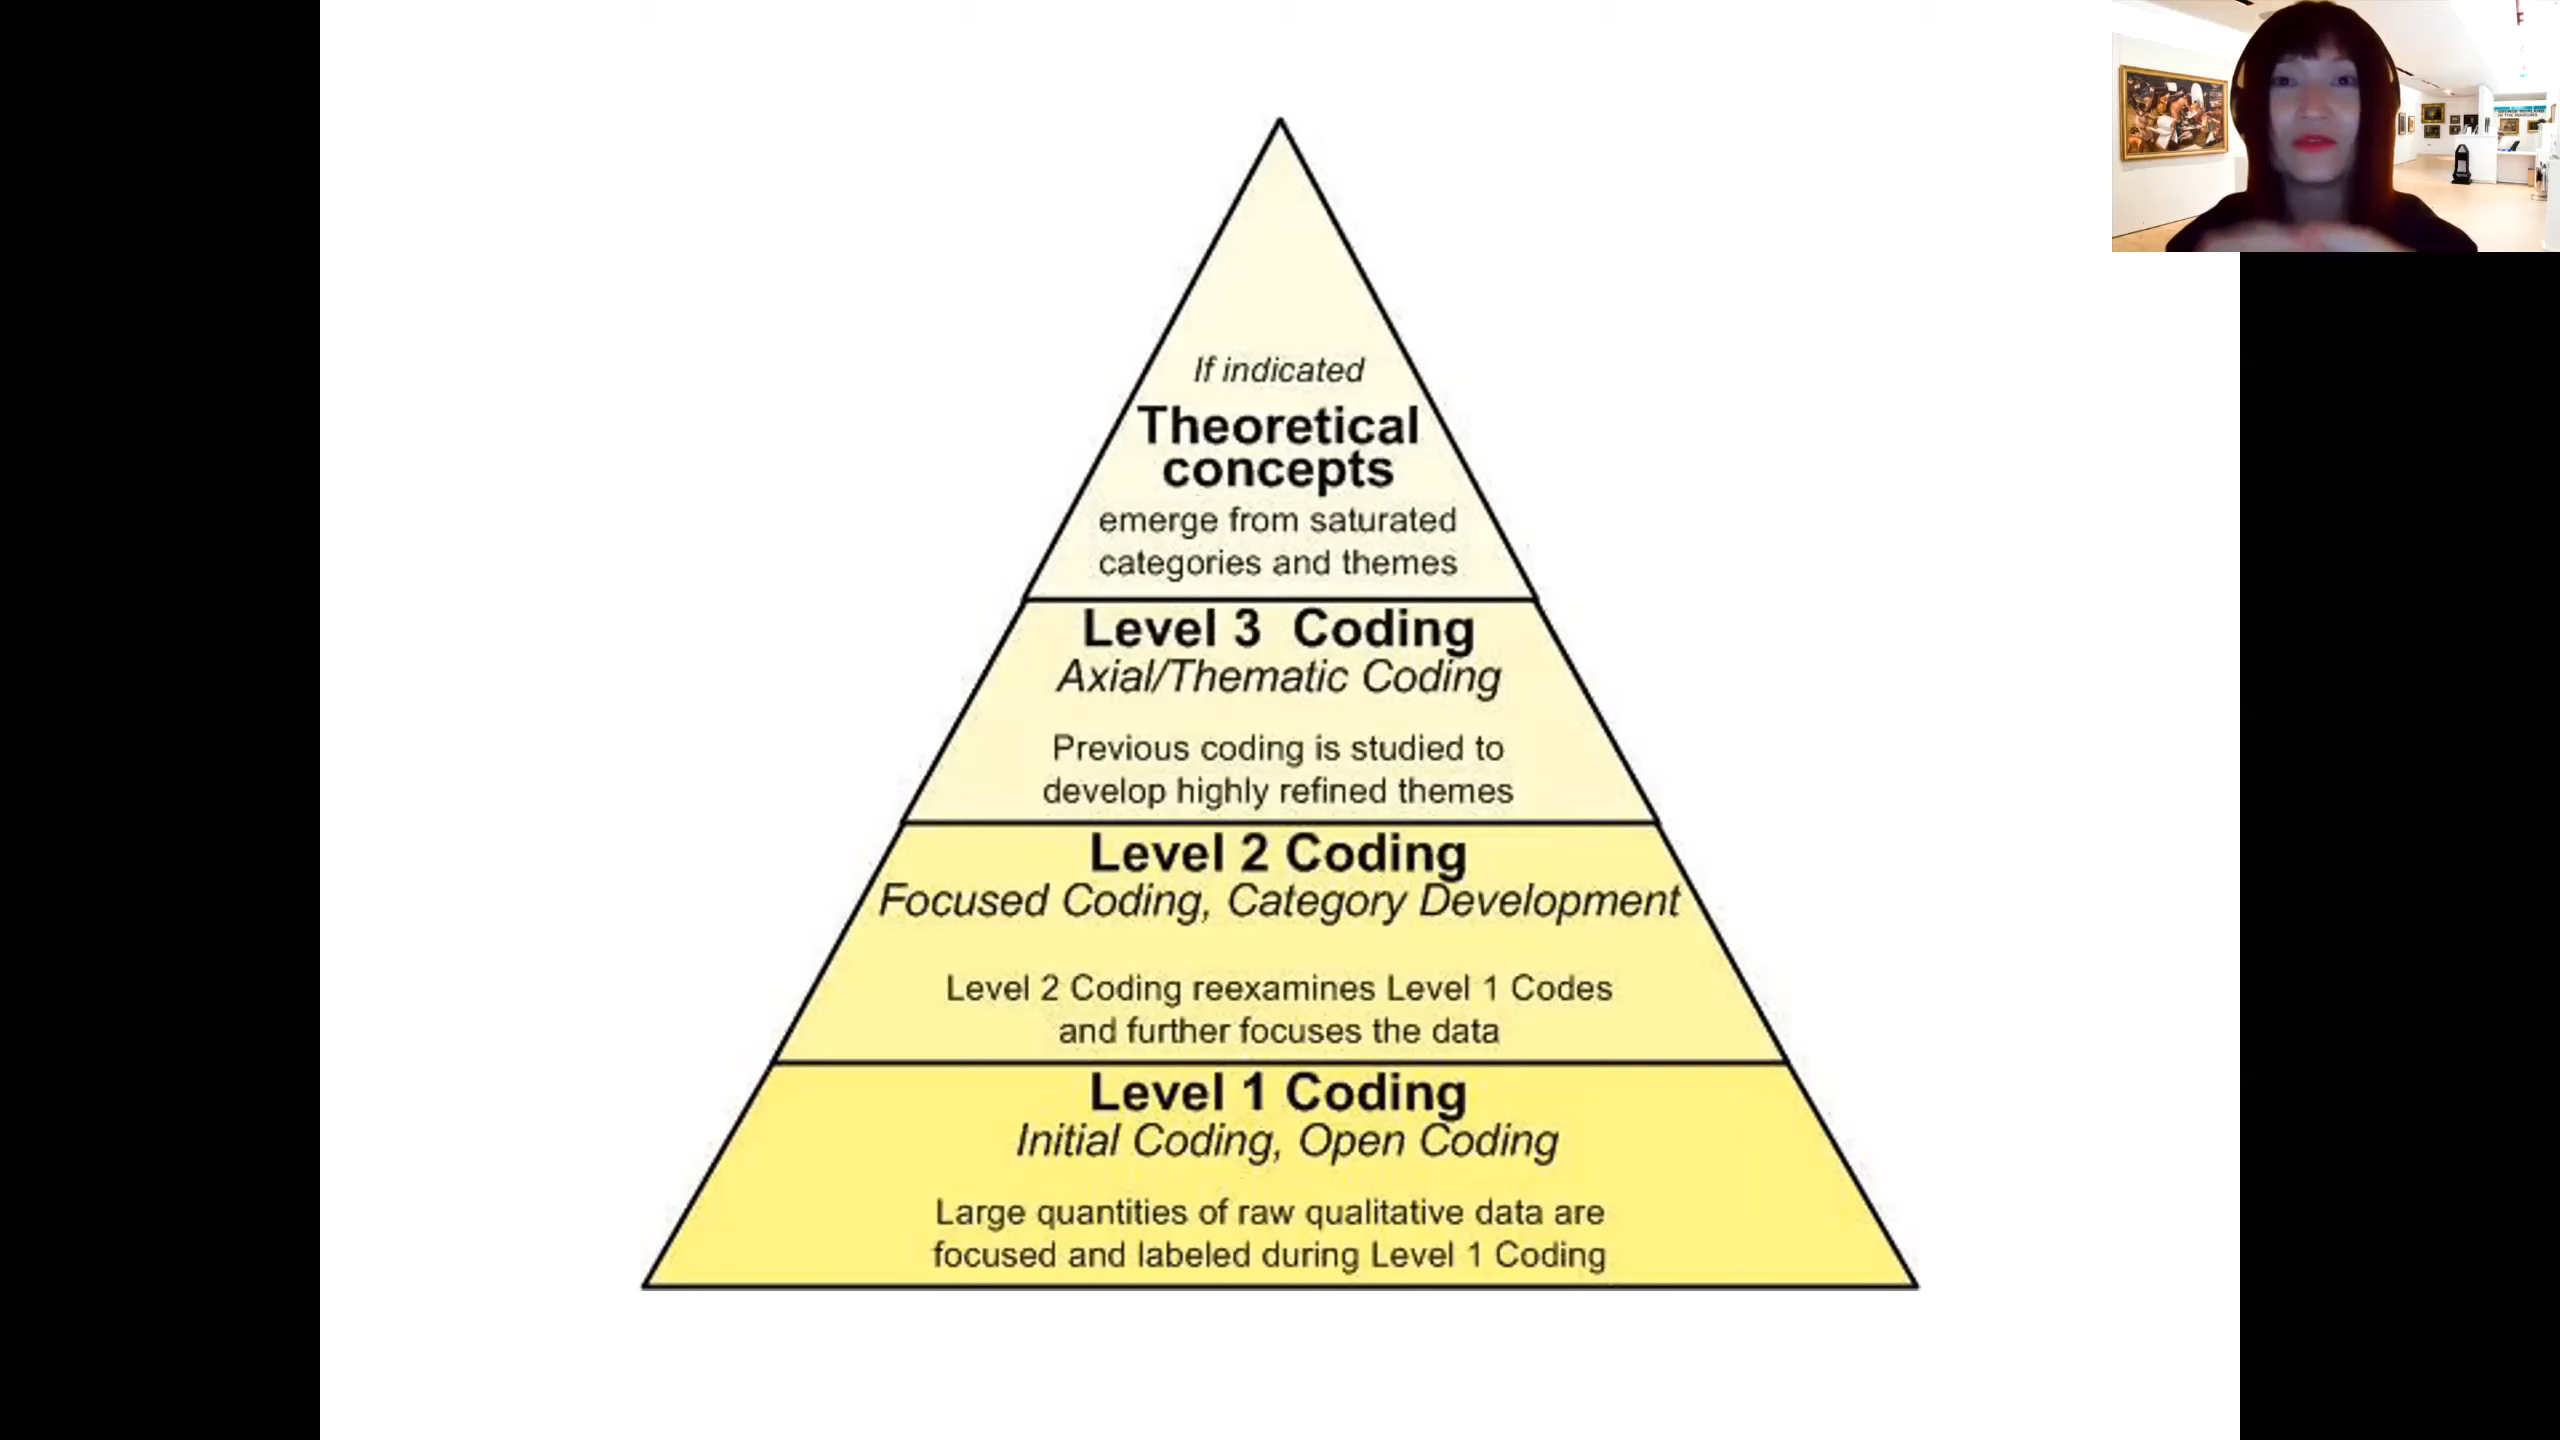 If indicated
Theoretical
concepts
emerge from saturated
categories and themes
Level 3 Coding
Axial/Thematic Coding
Previous coding is studied to
develop highly refined themes
Level 2 Coding
Focused Coding, Category Development
Level 2 Coding reexamines Level 1 Codes
and further focuses the data
Level 1 Coding
Initial Coding, Open Coding
Large quantities of raw qualitative data are
focused and labeled during Level 1 Coding